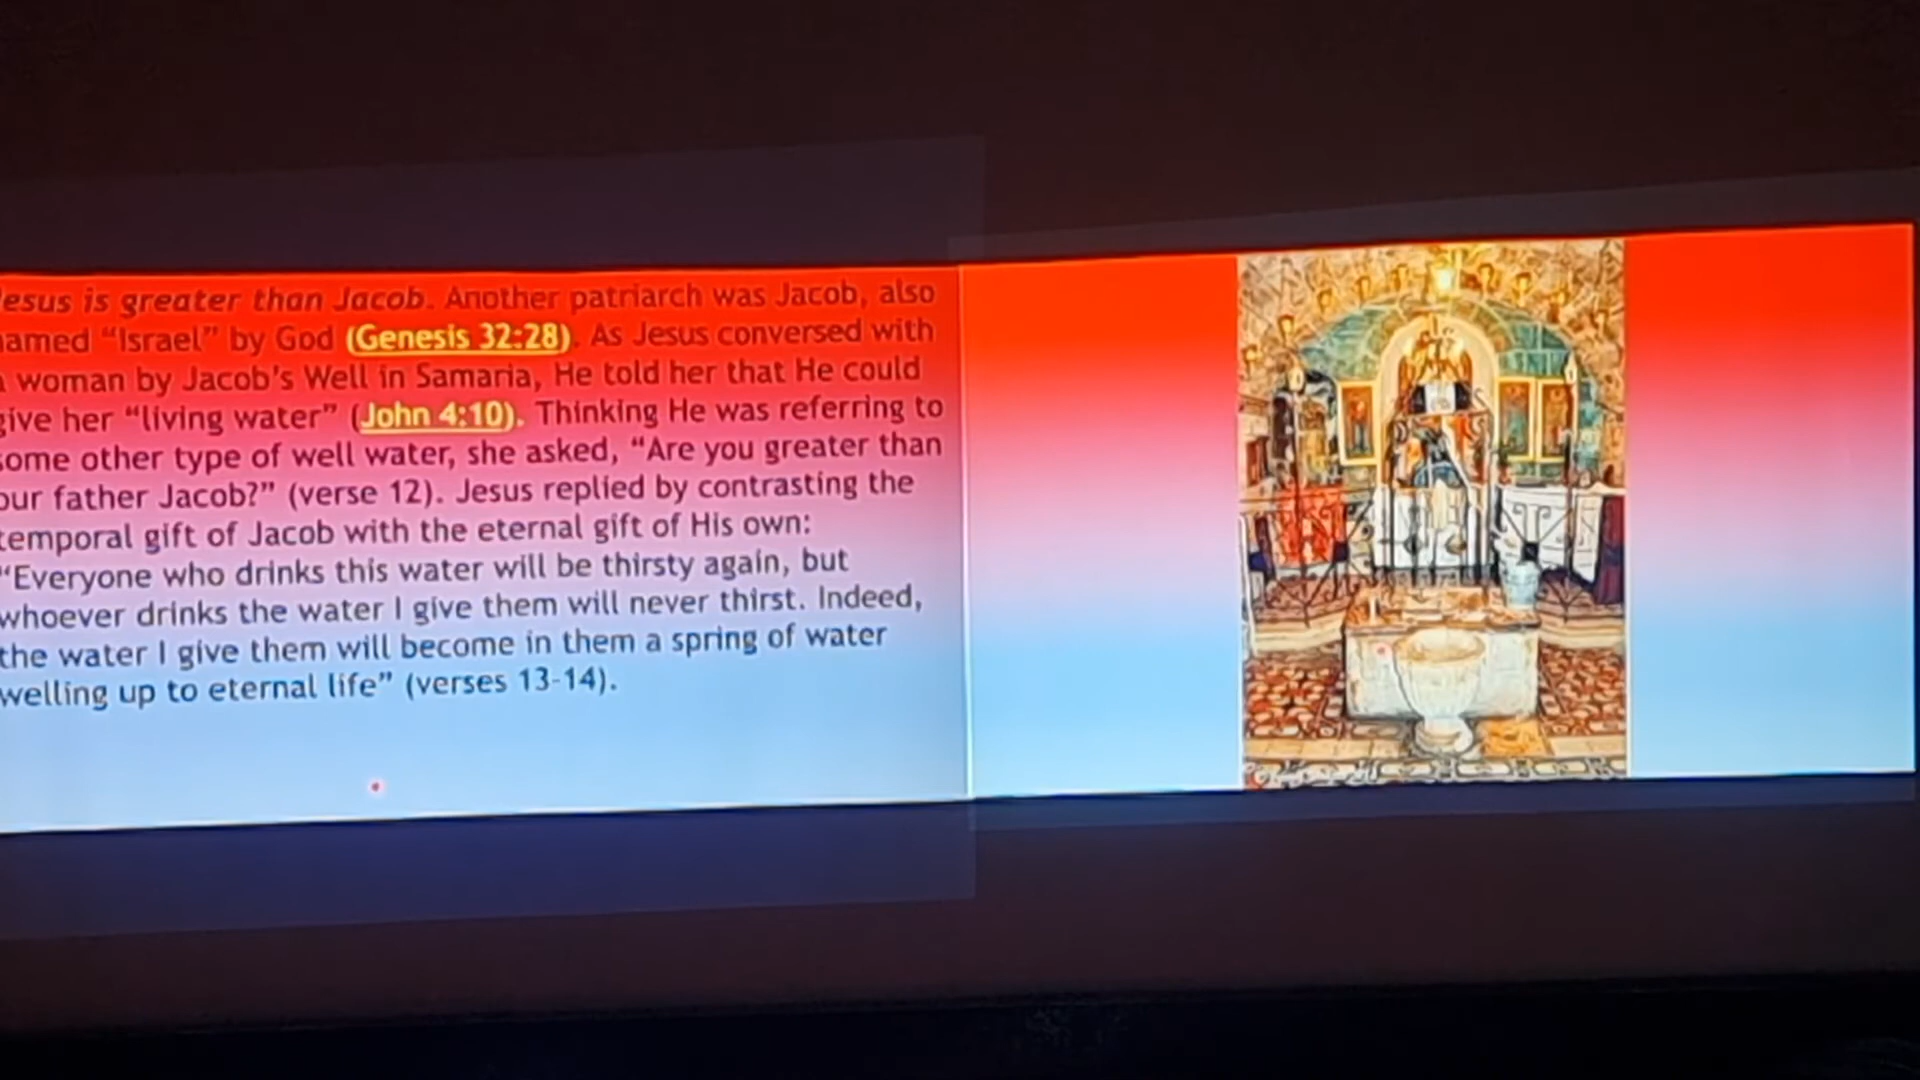 esus is greater than Jacob. Another patriarch was Jacob, also
amed “Israel” by God (Genesis 32:28). As Jesus conversed with
woman by Jacob’s Well in Samaria, He told her that He could
give her “living water” (John 4:10). Thinking He was referring to
some other type of well water, she asked, “Are you greater than
our father Jacob?” (verse 12). Jesus replied by contrasting the
temporal gift of Jacob with the eternal gift of His own:
“Everyone who drinks this water will be thirsty again, but
whoever drinks the water I give them will never thirst. Indeed,
the water I give them will become in them a spring of water
welling up to eternal life” (verses 13-14).